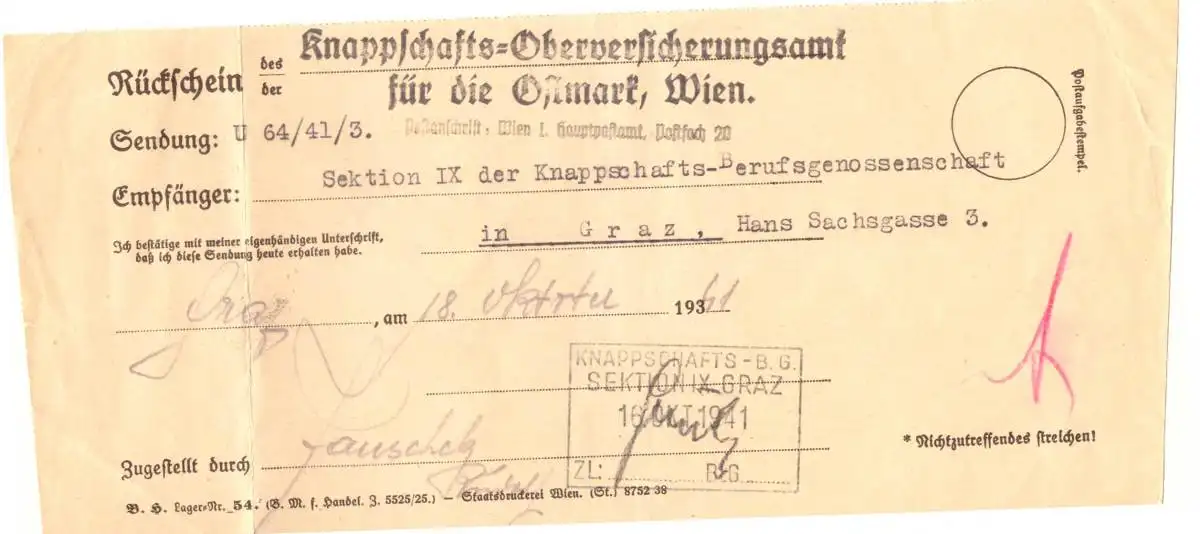 Rückschein des
der
Knappschafts-Oberversicherungsamt
für die Ostmark, Wien.
Sendung: U 64/41/3.
Postanschrift: Wien 1, Hauptpostamt, Postfach 20
Postaufgabestempel.
Empfänger: Sektion IX der Knappschafts-Berufsgenossenschaft
in Graz, Hans Sachsgasse 3.
Ich bestätige mit meiner eigenhändigen Unterschrift,
daß ich diese Sendung heute erhalten habe.
Graz, am 18. Oktober 1941
KNAPPSCHAFTS-B.G.
SEKTION IX GRAZ
16. OKT. 1941
ZL: B-G
Zugestellt durch
* Nichtzutreffendes streichen!
B. H. Lager-Nr. 54. (B. M. f. Handel. Z. 5525/25.) — Staatsdruckerei Wien. (St.) 8752 38